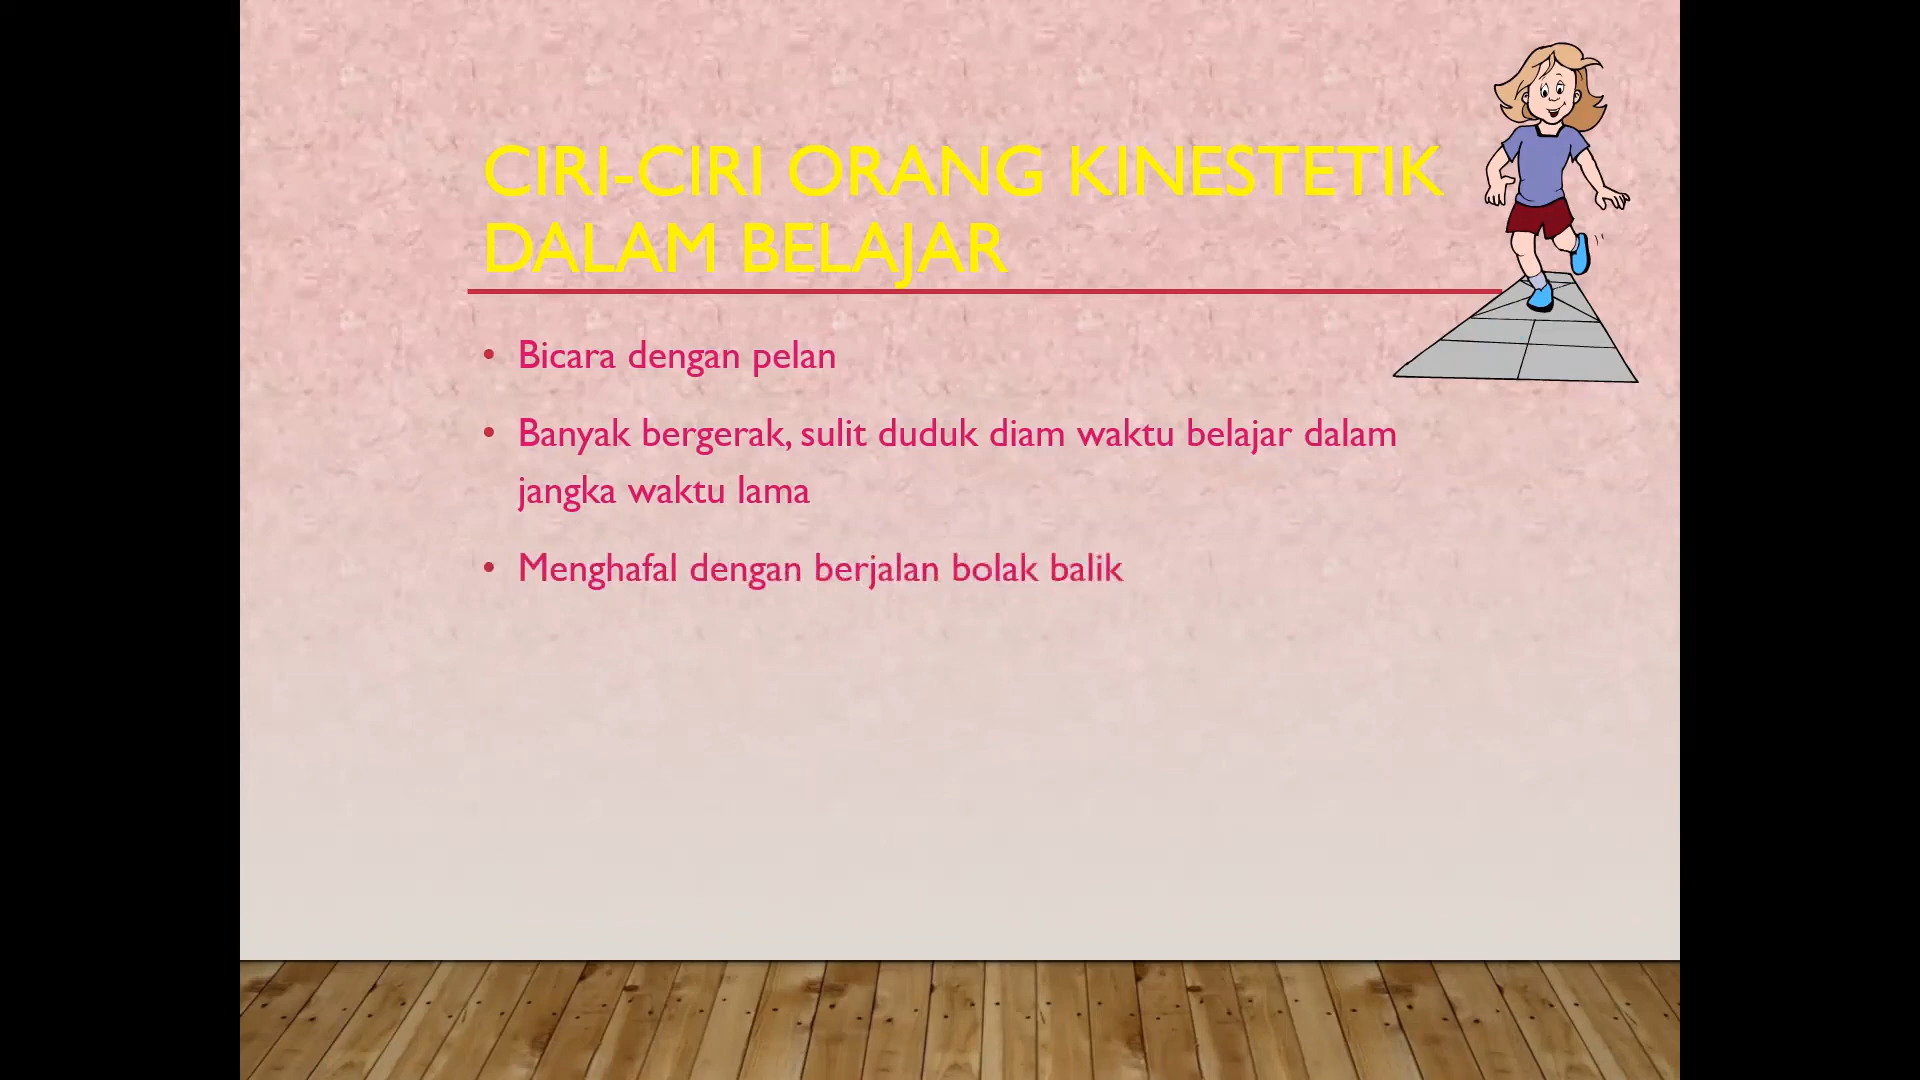 CIRI-CIRI ORANG KINESTETIK
DALAM BELAJAR
• Bicara dengan pelan
• Banyak bergerak, sulit duduk diam waktu belajar dalam
jangka waktu lama
• Menghafal dengan berjalan bolak balik